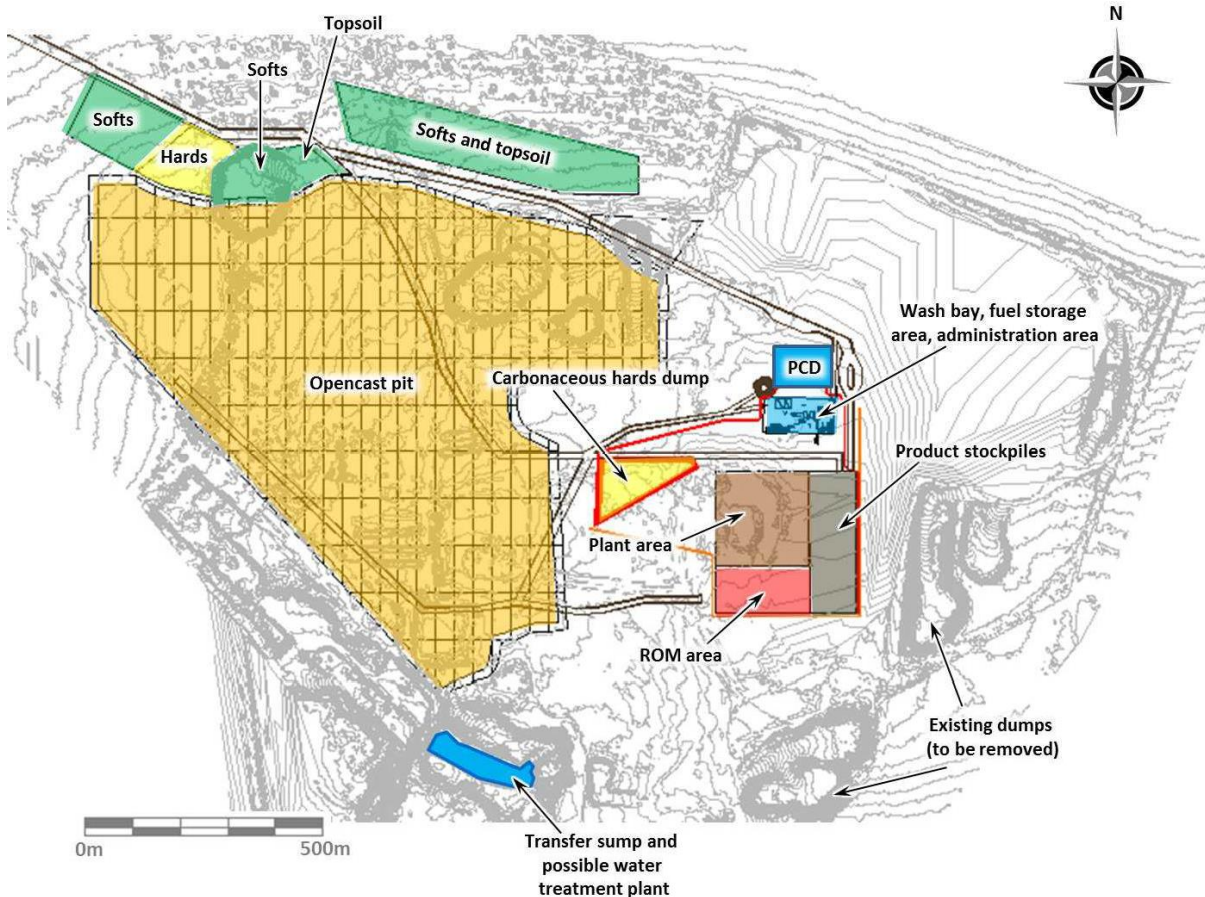 Topsoil
N
Softs
Softs
Softs and topsoil
Hards
Wash bay, fuel storage
area, administration area
PCD
Opencast pit
Carbonaceous hards dump
Product stockpiles
Plant area
ROM area
Existing dumps
(to be removed)
0m
500m
Transfer sump and
possible water
treatment plant